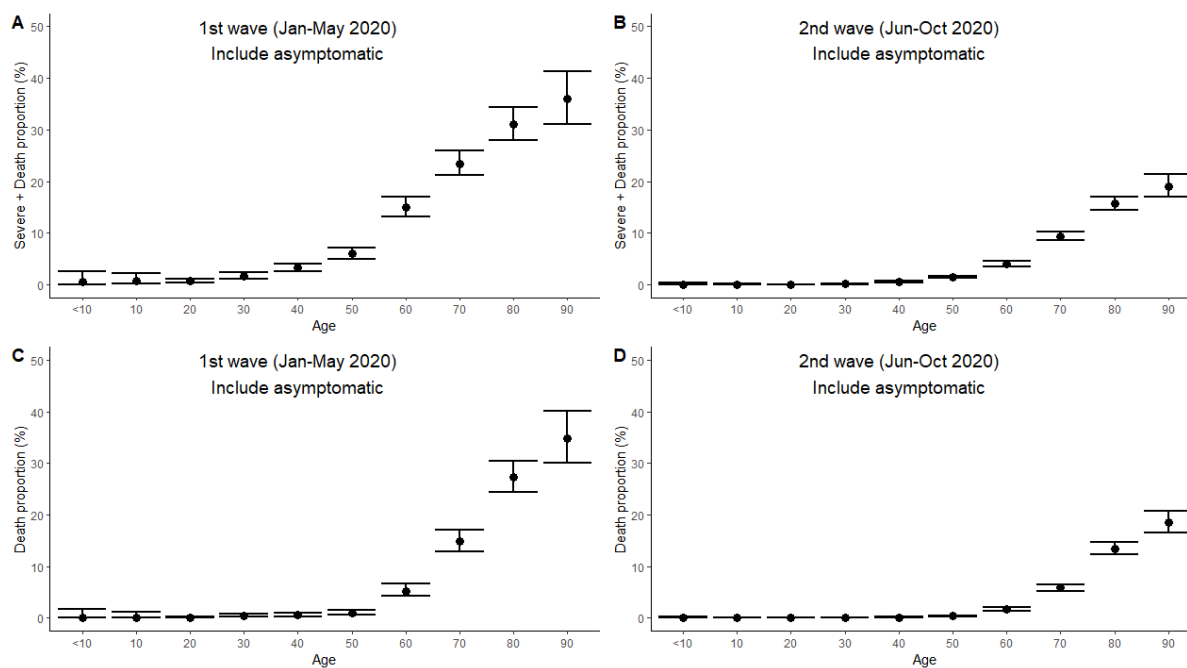 A
1st wave (Jan-May 2020)
Include asymptomatic
Severe + Death proportion (%)
50
40
30
20
10
0
<10 10 20 30 40 50 60 70 80 90
Age
B
2nd wave (Jun-Oct 2020)
Include asymptomatic
Severe + Death proportion (%)
50
40
30
20
10
0
<10 10 20 30 40 50 60 70 80 90
Age
C
1st wave (Jan-May 2020)
Include asymptomatic
Death proportion (%)
50
40
30
20
10
0
<10 10 20 30 40 50 60 70 80 90
Age
D
2nd wave (Jun-Oct 2020)
Include asymptomatic
Death proportion (%)
50
40
30
20
10
0
<10 10 20 30 40 50 60 70 80 90
Age